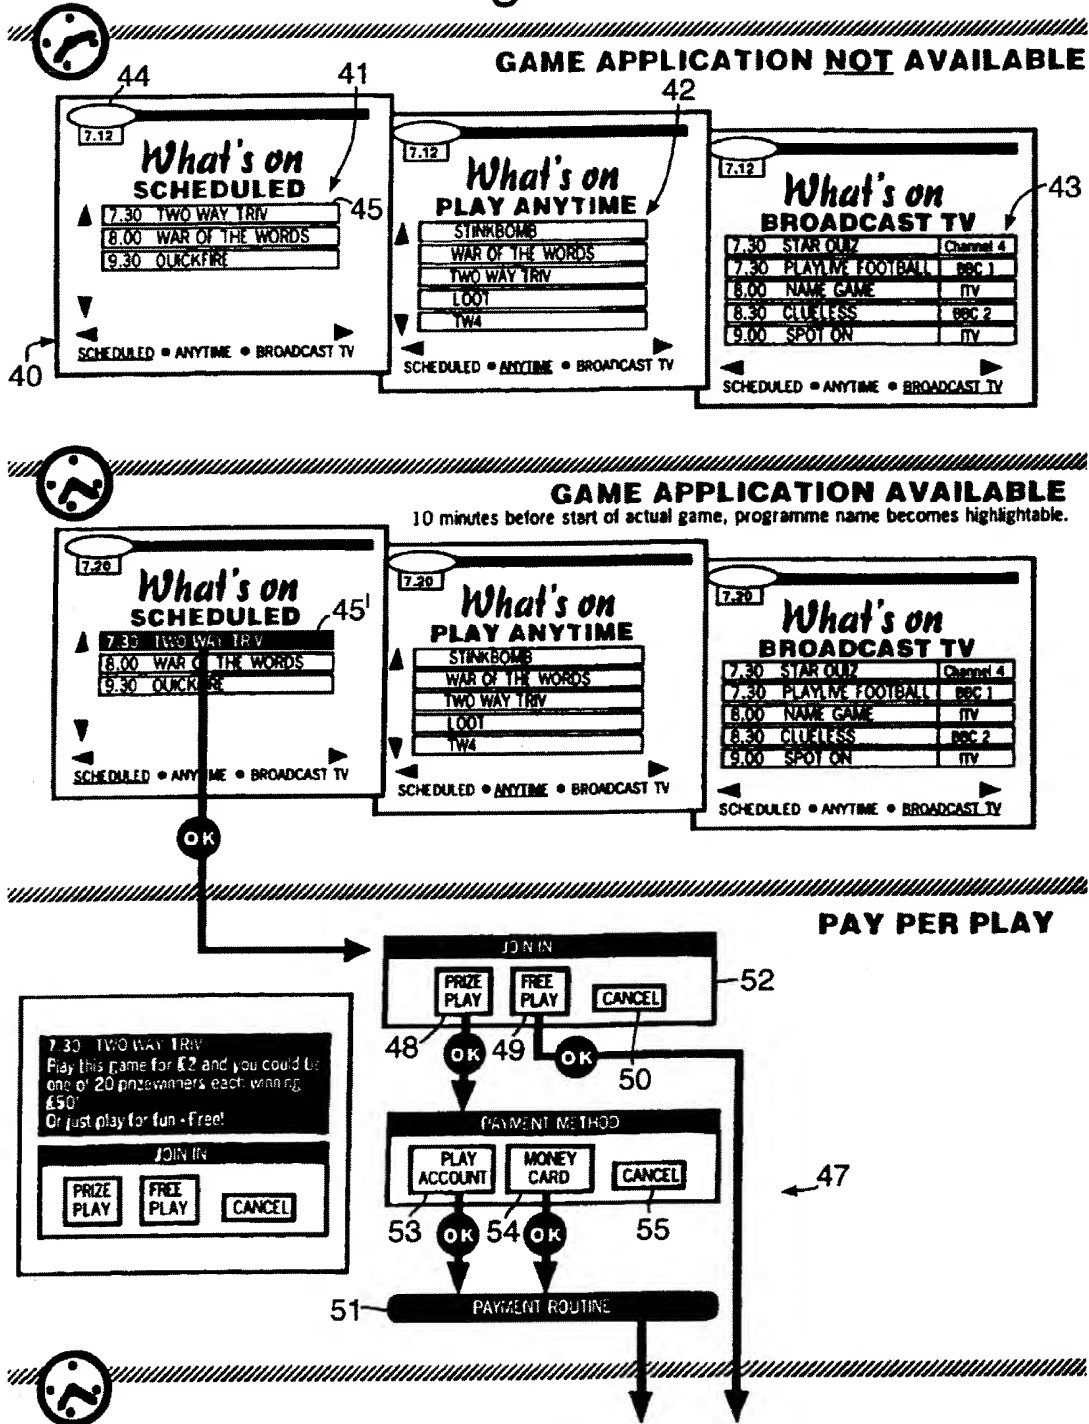 GAME APPLICATION NOT AVAILABLE
44
41
42
7.12
What's on
SCHEDULED
7.30 TWO WAY TRIV
45
8.00 WAR OF THE WORDS
9.30 QUICKFIRE
SCHEDULED • ANYTIME • BROADCAST TV
40
7.12
What's on
PLAY ANYTIME
STINKBOMB
WAR OF THE WORDS
TWO WAY TRIV
LOOT
TW4
SCHEDULED • ANYTIME • BROADCAST TV
7.12
What's on
43
BROADCAST TV
7.30 STAR QUIZ Channel 4
7.30 PLAYLIVE FOOTBALL BBC 1
8.00 NAME GAME ITV
8.30 CLUELESS BBC 2
9.00 SPOT ON ITV
SCHEDULED • ANYTIME • BROADCAST TV
GAME APPLICATION AVAILABLE
10 minutes before start of actual game, programme name becomes highlightable.
7.20
What's on
SCHEDULED
45'
7.30 TWO WAY TRIV
8.00 WAR OF THE WORDS
9.30 QUICKFIRE
SCHEDULED • ANYTIME • BROADCAST TV
7.20
What's on
PLAY ANYTIME
STINKBOMB
WAR OF THE WORDS
TWO WAY TRIV
LOOT
TW4
SCHEDULED • ANYTIME • BROADCAST TV
7.20
What's on
BROADCAST TV
7.30 STAR QUIZ Channel 4
7.30 PLAYLIVE FOOTBALL BBC 1
8.00 NAME GAME ITV
8.30 CLUELESS BBC 2
9.00 SPOT ON ITV
SCHEDULED • ANYTIME • BROADCAST TV
OK
PAY PER PLAY
JOIN IN
PRIZE PLAY
FREE PLAY
CANCEL
52
48
OK
49
OK
50
7.30 TWO WAY TRIV
Play this game for £2 and you could be
one of 20 prizewinners each winning
£50!
Or just play for fun - Free!
JOIN IN
PRIZE PLAY
FREE PLAY
CANCEL
PAYMENT METHOD
PLAY ACCOUNT
MONEY CARD
CANCEL
47
53
OK
54
OK
55
51
PAYMENT ROUTINE